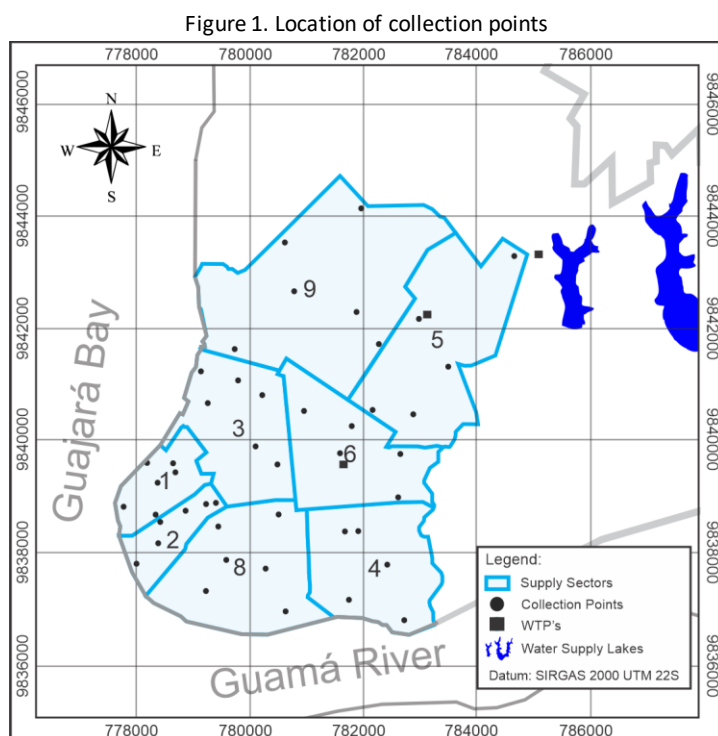 Figure 1. Location of collection points
778000 780000 782000 784000 786000
9846000
9844000
9842000
9840000
9838000
9836000
N
W E
S
9
5
3
6
1
2
8
4
Guajará Bay
Guamá River
Legend:
Supply Sectors
Collection Points
WTP's
Water Supply Lakes
Datum: SIRGAS 2000 UTM 22S
9846000
9844000
9842000
9840000
9838000
9836000
778000 780000 782000 784000 786000